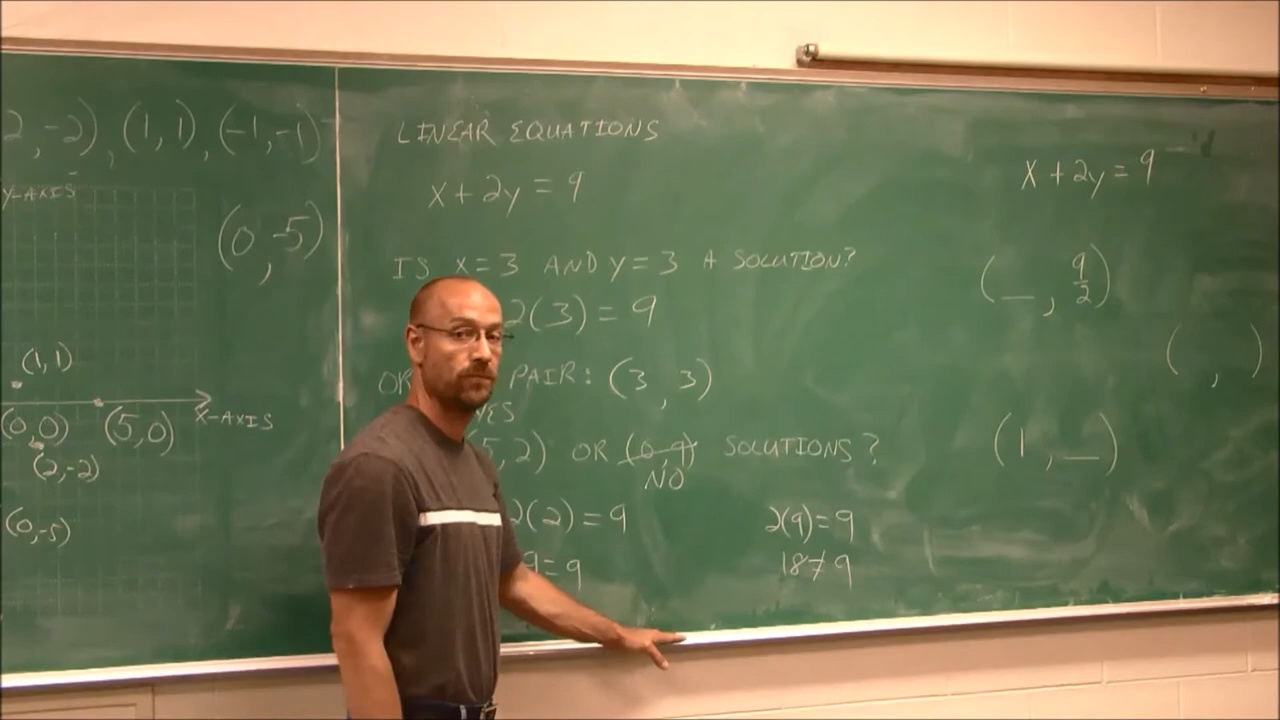 2, -2), (1, 1), (-1, -1)
Y-AXIS
(0, -5)
(1, 1)
X-AXIS
(0, 0) (5, 0)
(2, -2)
(0, -5)
LINEAR EQUATIONS
x + 2y = 9
IS x = 3 AND y = 3 A SOLUTION?
2(3) = 9
OR PAIR: (3, 3)
YES
5, 2) OR (0, 9) SOLUTIONS?
NO
2(2) = 9
9 = 9
2(9) = 9
18 ≠ 9
x + 2y = 9
(__, 9/2)
( , )
(1, __)